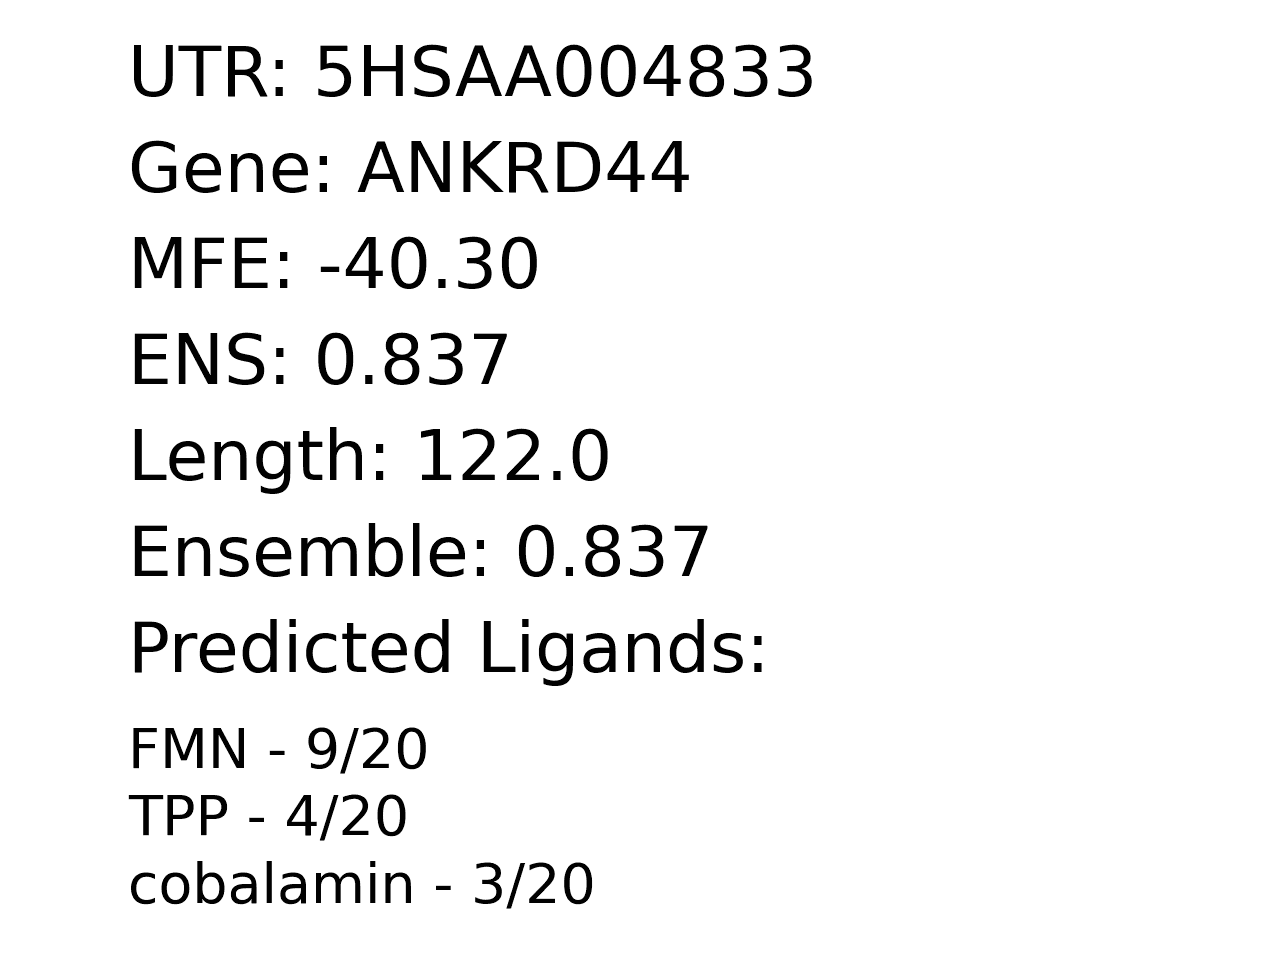 UTR: 5HSAA004833
Gene: ANKRD44
MFE: -40.30
ENS: 0.837
Length: 122.0
Ensemble: 0.837
Predicted Ligands:
FMN - 9/20
TPP - 4/20
cobalamin - 3/20